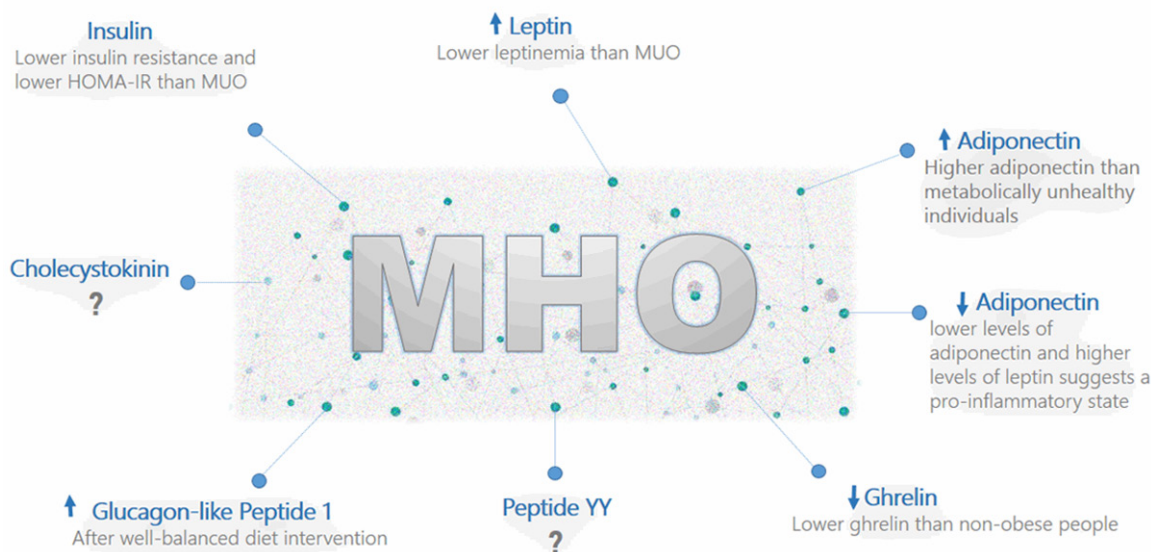 Insulin
Lower insulin resistance and
lower HOMA-IR than MUO
↑ Leptin
Lower leptinemia than MUO
↑ Adiponectin
Higher adiponectin than
metabolically unhealthy
individuals
Cholecystokinin
?
MHO
↓ Adiponectin
lower levels of
adiponectin and higher
levels of leptin suggests a
pro-inflammatory state
↑ Glucagon-like Peptide 1
After well-balanced diet intervention
Peptide YY
?
↓ Ghrelin
Lower ghrelin than non-obese people